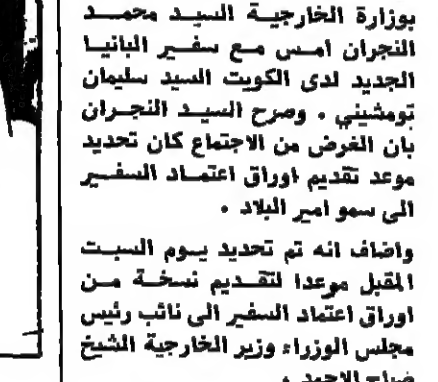 بوزارة الخارجية السيد محمد
النجران امس مع سفير البانيا
الجديد لدى الكويت السيد سليمان
تومشيني . وصرح السيد النجران
بان الغرض من الاجتماع كان تحديد
موعد تقديم اوراق اعتماد السفير
الى سمو امير البلاد .
واضاف انه تم تحديد يوم السبت
المقبل موعدا لتقديم نسخة من
اوراق اعتماد السفير الى نائب رئيس
مجلس الوزراء وزير الخارجية الشيخ
صباح الاحمد .